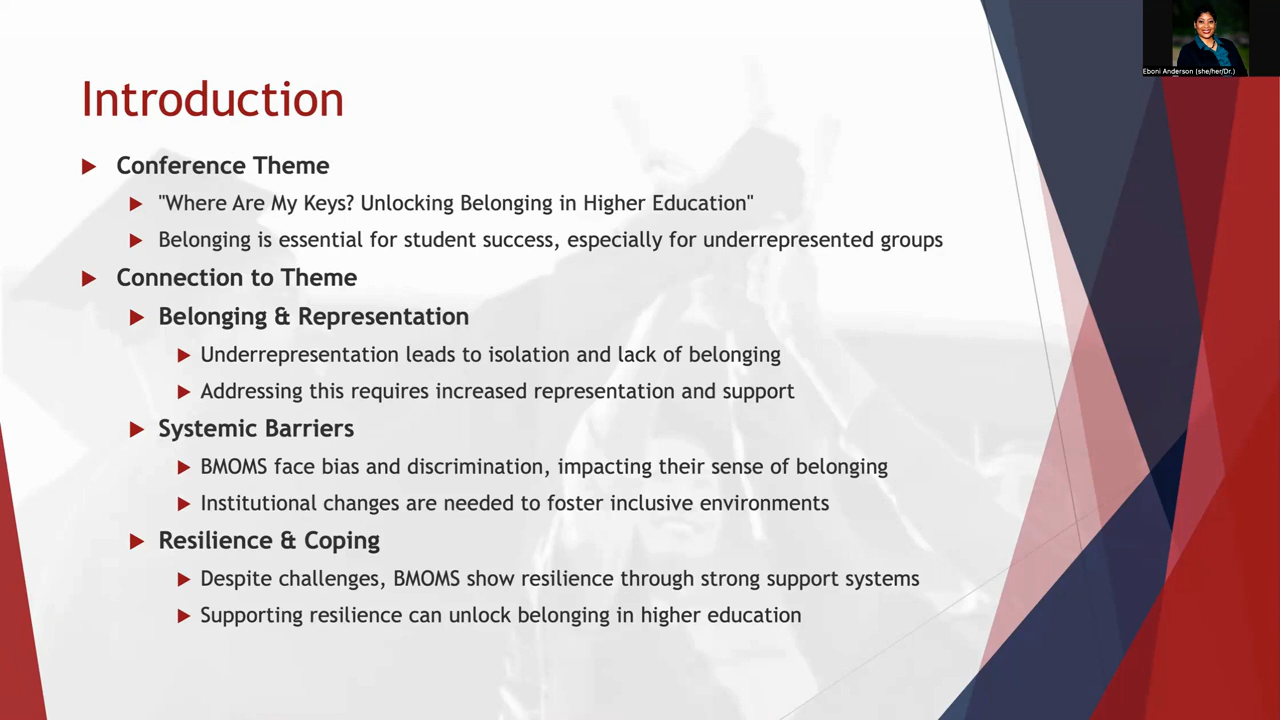 Eboni Anderson (she/her/Dr.)
Introduction
Conference Theme
"Where Are My Keys? Unlocking Belonging in Higher Education"
Belonging is essential for student success, especially for underrepresented groups
Connection to Theme
Belonging & Representation
Underrepresentation leads to isolation and lack of belonging
Addressing this requires increased representation and support
Systemic Barriers
BMOMS face bias and discrimination, impacting their sense of belonging
Institutional changes are needed to foster inclusive environments
Resilience & Coping
Despite challenges, BMOMS show resilience through strong support systems
Supporting resilience can unlock belonging in higher education